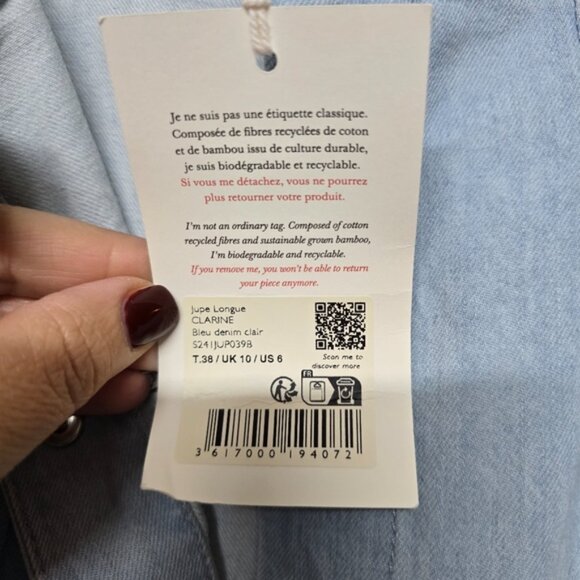 Je ne suis pas une étiquette classique.
Composée de fibres recyclées de coton
et de bambou issu de culture durable,
je suis biodégradable et recyclable.
Si vous me détachez, vous ne pourrez
plus retourner votre produit.
I'm not an ordinary tag. Composed of cotton
recycled fibres and sustainable grown bamboo,
I'm biodegradable and recyclable.
If you remove me, you won't be able to return
your piece anymore.
Jupe Longue
CLARINE
Bleu denim clair
S241JUP039B
T.38 / UK 10 / US 6
Scan me to
discover more
FR
3 617000 194072